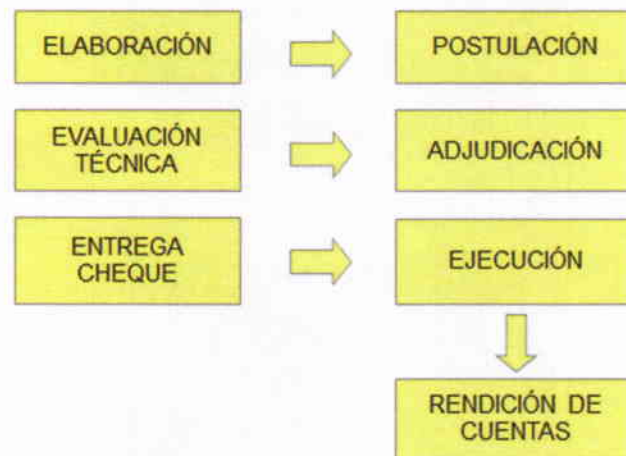 ELABORACIÓN
POSTULACIÓN
EVALUACIÓN
TÉCNICA
ADJUDICACIÓN
ENTREGA
CHEQUE
EJECUCIÓN
RENDICIÓN DE
CUENTAS